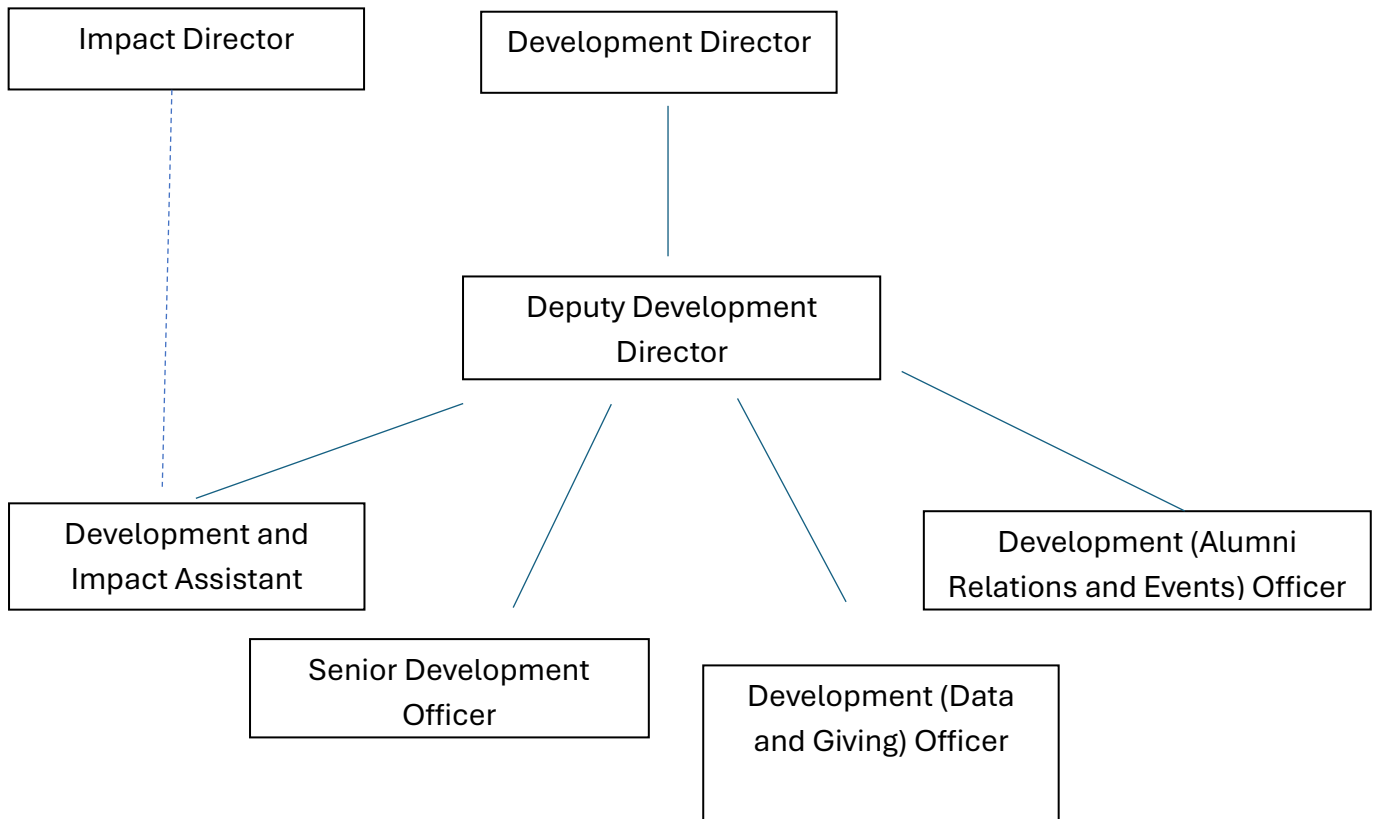 Impact Director
Development Director
Deputy Development
Director
Development and
Impact Assistant
Development (Alumni
Relations and Events) Officer
Senior Development
Officer
Development (Data
and Giving) Officer